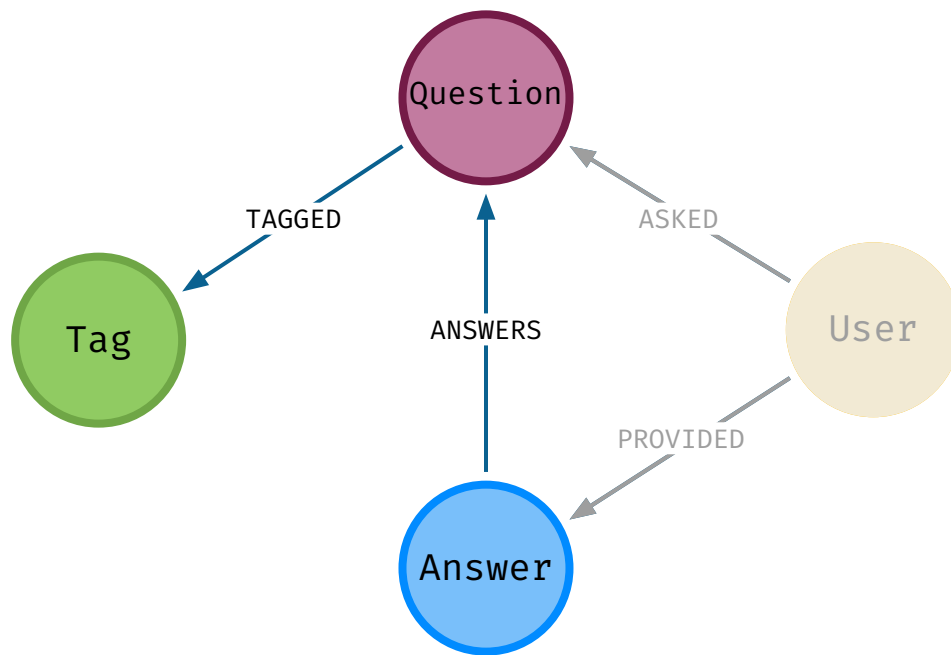 Question
TAGGED
ASKED
Tag
ANSWERS
User
PROVIDED
Answer